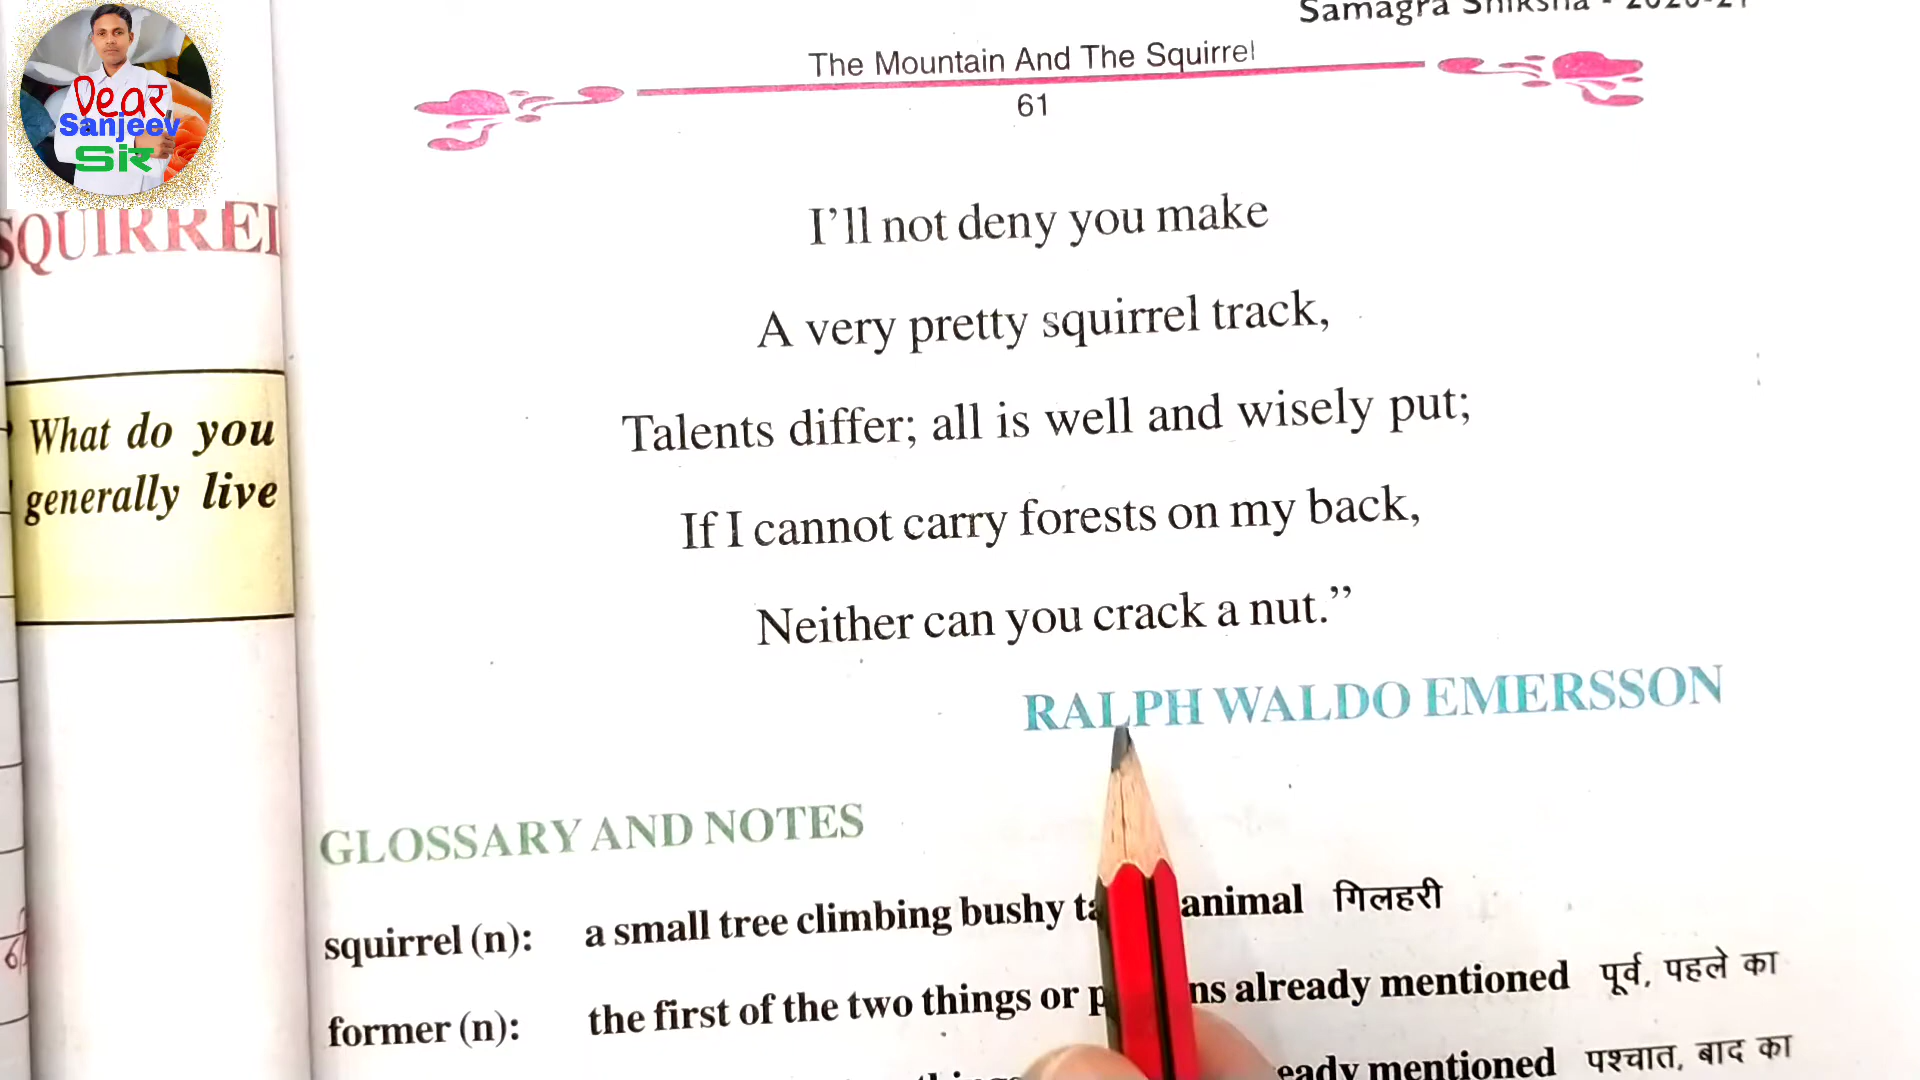 Samagra Shiksha - 2020-21
The Mountain And The Squirrel
61
Dear
Sanjeev
Sir
SQUIRREL
What do you
generally live
I'll not deny you make
A very pretty squirrel track,
Talents differ; all is well and wisely put;
If I cannot carry forests on my back,
Neither can you crack a nut.”
RALPH WALDO EMERSSON
GLOSSARY AND NOTES
squirrel (n): a small tree climbing bushy animal गिलहरी
former (n): the first of the two things or already mentioned पूर्व, पहले का
mentioned पश्चात, बाद का